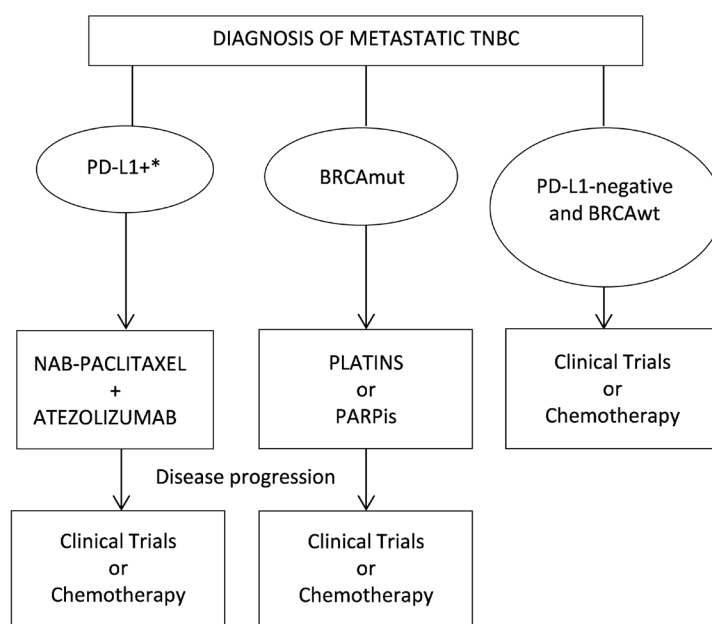 DIAGNOSIS OF METASTATIC TNBC
PD-L1+*
BRCAmut
PD-L1-negative
and BRCAwt
NAB-PACLITAXEL
+
ATEZOLIZUMAB
PLATINS
or
PARPis
Clinical Trials
or
Chemotherapy
Disease progression
Clinical Trials
or
Chemotherapy
Clinical Trials
or
Chemotherapy